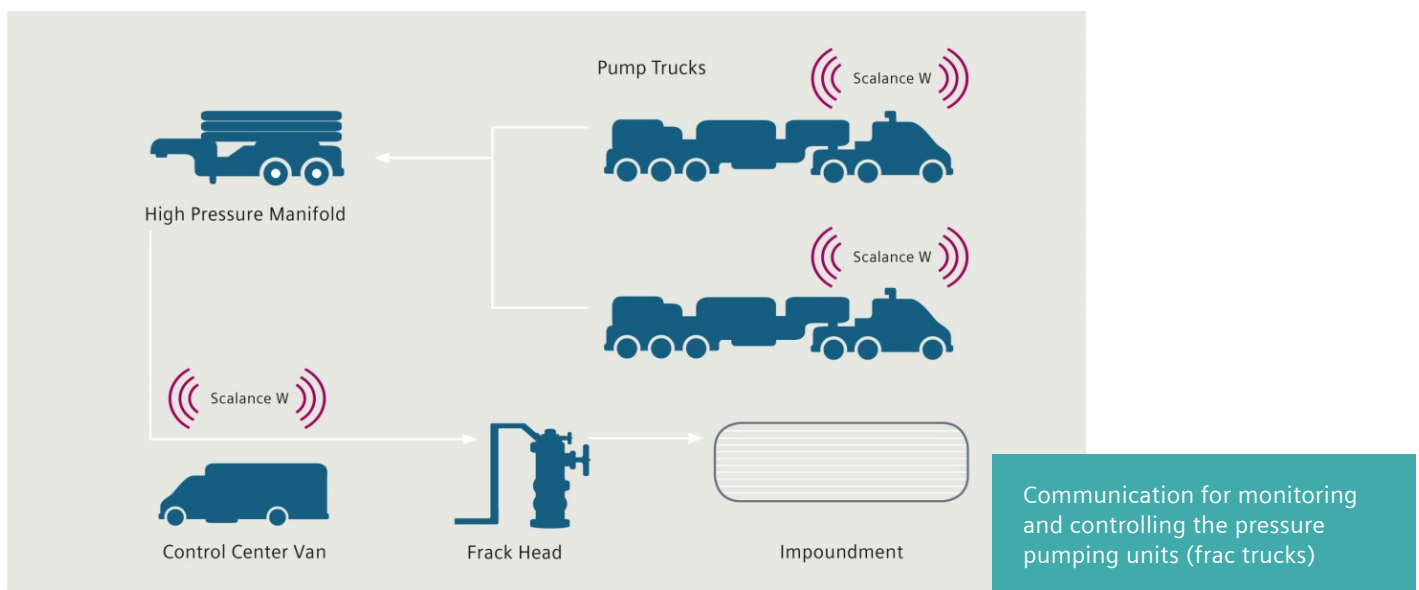 Pump Trucks
Scalance W
High Pressure Manifold
Scalance W
Scalance W
Control Center Van
Frack Head
Impoundment
Communication for monitoring
and controlling the pressure
pumping units (frac trucks)